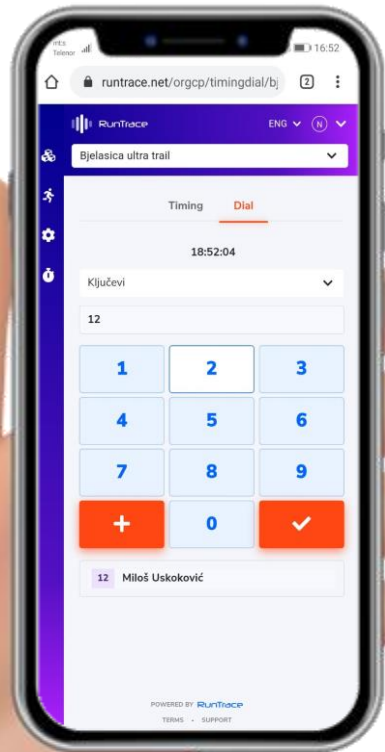 mt:s
Telenor
16:52
runtrace.net/orgcp/timingdial/bj
2
RunTrace ENG N
Bjelasica ultra trail
Timing Dial
18:52:04
Ključevi
12
1 2 3
4 5 6
7 8 9
+ 0
12 Miloš Uskoković
POWERED BY RunTrace
TERMS - SUPPORT